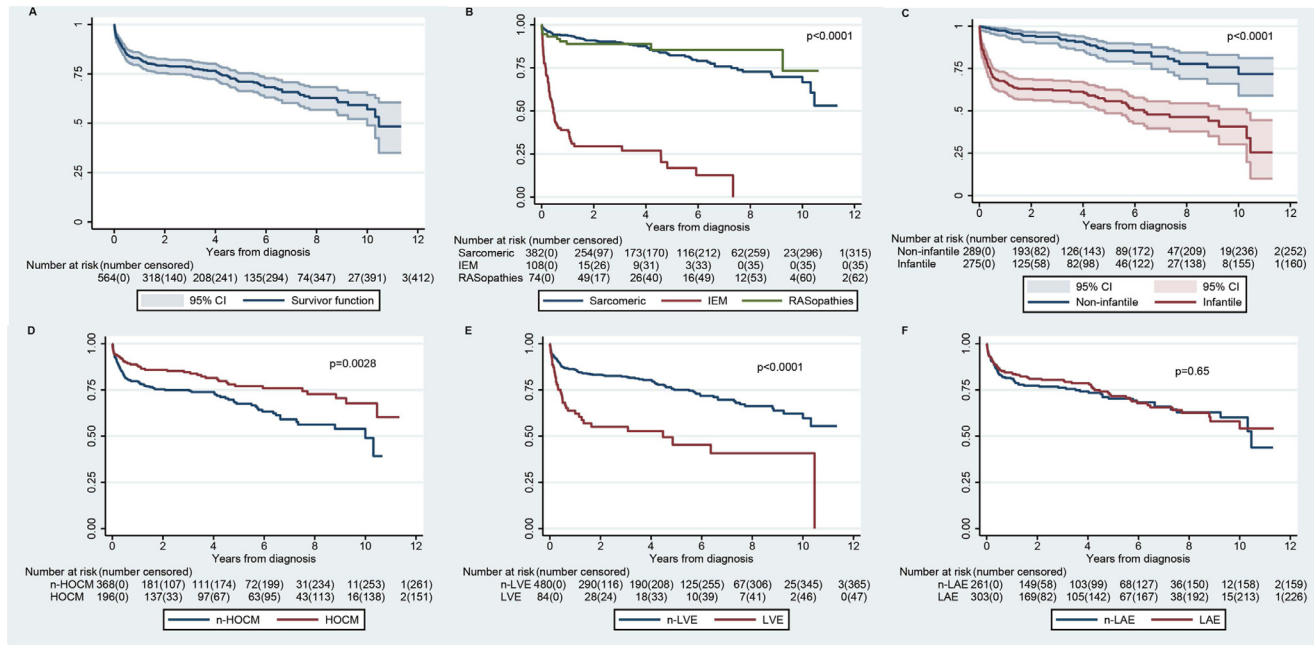 A
1
.75
.5
.25
0
0 2 4 6 8 10 12
Years from diagnosis
Number at risk (number censored)
564(0) 318(140) 208(241) 135(294) 74(347) 27(391) 3(412)
95% CI Survivor function
B
p<0.0001
1.00
0.75
0.50
0.25
0.00
0 2 4 6 8 10 12
Years from diagnosis
Number at risk (number censored)
Sarcomeric 382(0) 254(97) 173(170) 116(212) 62(259) 23(296) 1(315)
IEM 108(0) 15(26) 9(31) 3(33) 0(35) 0(35) 0(35)
RASopathies 74(0) 49(17) 26(40) 16(49) 12(53) 4(60) 2(62)
Sarcomeric IEM RASopathies
C
p<0.0001
1
.75
.5
.25
0
0 2 4 6 8 10 12
Years from diagnosis
Number at risk (number censored)
Non-infantile 289(0) 193(82) 126(143) 89(172) 47(209) 19(236) 2(252)
Infantile 275(0) 125(58) 82(98) 46(122) 27(138) 8(155) 1(160)
95% CI 95% CI
Non-infantile Infantile
D
p=0.0028
1.00
0.75
0.50
0.25
0.00
0 2 4 6 8 10 12
Years from diagnosis
Number at risk (number censored)
n-HOCM 368(0) 181(107) 111(174) 72(199) 31(234) 11(253) 1(261)
HOCM 196(0) 137(33) 97(67) 63(95) 43(113) 16(138) 2(151)
n-HOCM HOCM
E
p<0.0001
1.00
0.75
0.50
0.25
0.00
0 2 4 6 8 10 12
Years from diagnosis
Number at risk (number censored)
n-LVE 480(0) 290(116) 190(208) 125(255) 67(306) 25(345) 3(365)
LVE 84(0) 28(24) 18(33) 10(39) 7(41) 2(46) 0(47)
n-LVE LVE
F
p=0.65
1.00
0.75
0.50
0.25
0.00
0 2 4 6 8 10 12
Years from diagnosis
Number at risk (number censored)
n-LAE 261(0) 149(58) 103(99) 68(127) 36(150) 12(158) 2(159)
LAE 303(0) 169(82) 105(142) 67(167) 38(192) 15(213) 1(226)
n-LAE LAE